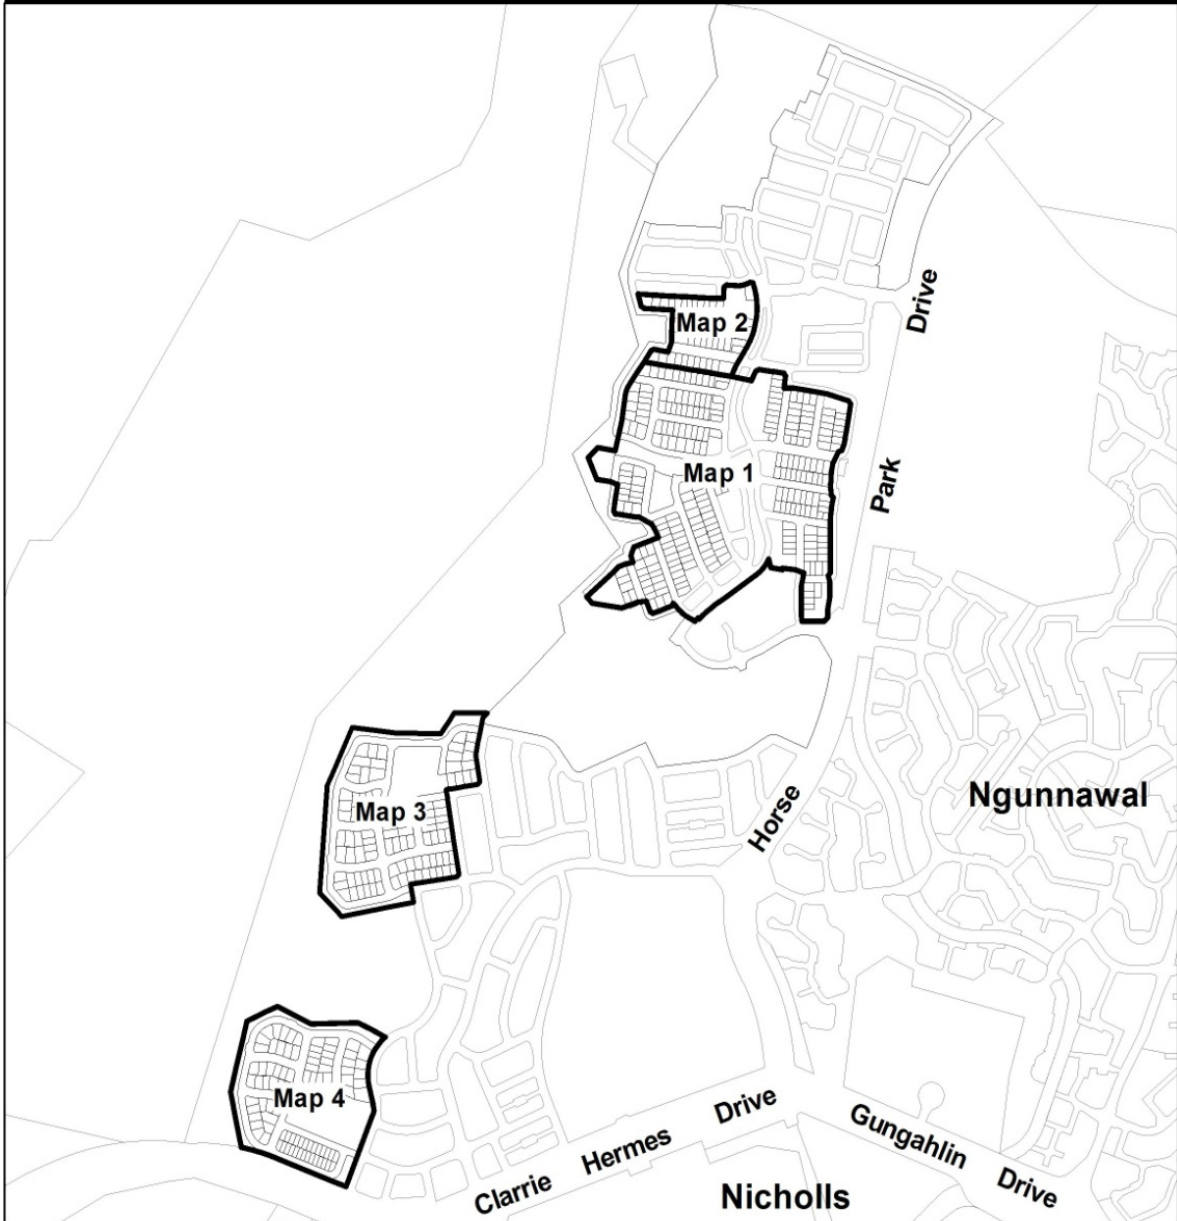 Map 2
Map 1
Map 3
Map 4
Horse Park Drive
Ngunnawal
Clarrie Hermes Drive
Gungahlin Drive
Nicholls